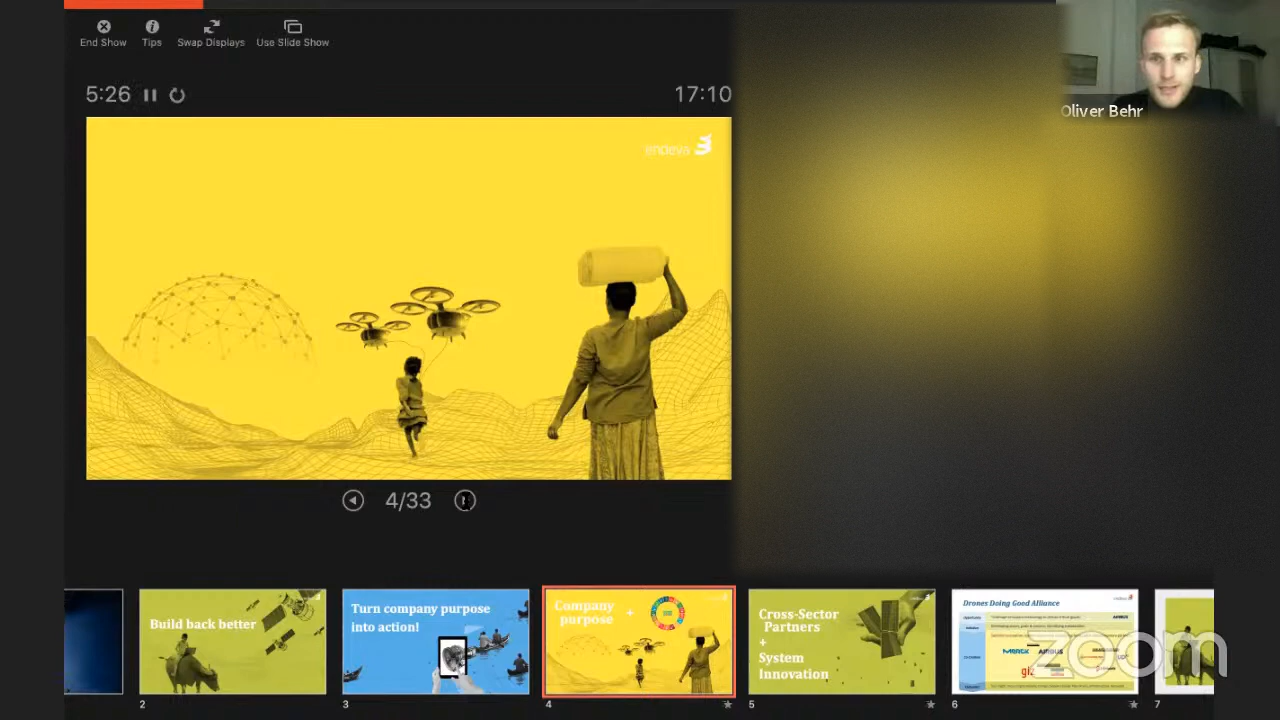 End Show
Tips
Swap Displays
Use Slide Show
Oliver Behr
5:26
17:10
endeva
4/33
Build back better
Turn company purpose
into action!
Company
purpose
+
Cross-Sector
Partners
+
System
Innovation
Drones Doing Good Alliance
AIRBUS
MERCK
AIRBUS
zoom
2
3
4
5
6
7